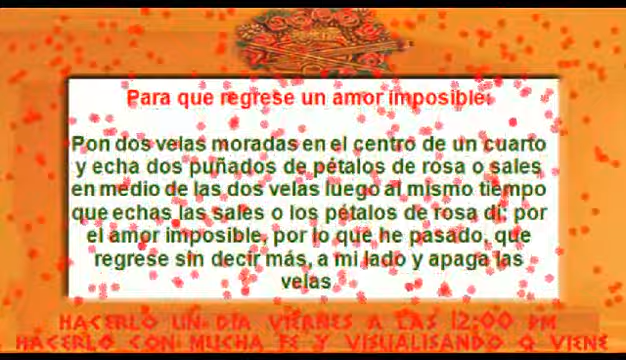 Para que regrese un amor imposible:
Pon dos velas moradas en el centro de un cuarto
y echa dos puñados de pétalos de rosa o sales
en medio de las dos velas luego al mismo tiempo
que echas las sales o los pétalos de rosa di: por
el amor imposible, por lo que he pasado, que
regrese sin decir más, a mi lado y apaga las
velas
HACERLO UN DIA VIERNES A LAS 12:00 PM
HACERLO CON MUCHA FE Y VISUALISANDO Q VIENE